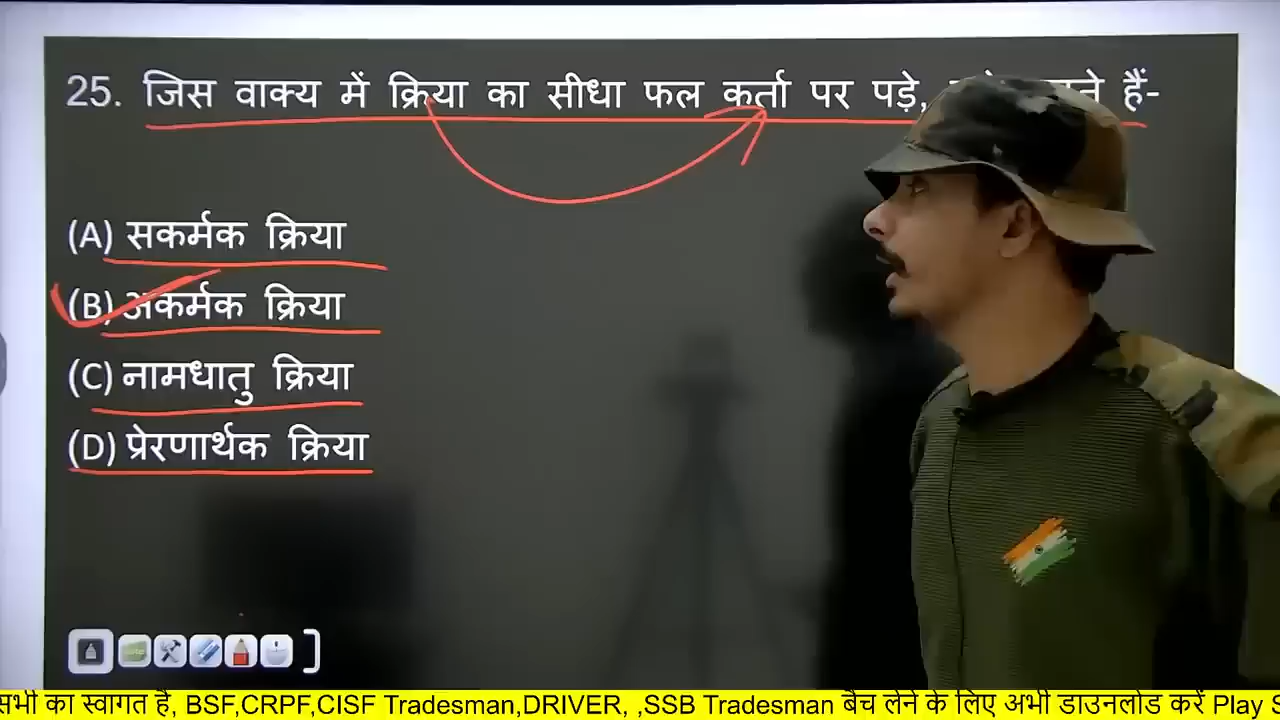 25. जिस वाक्य में क्रिया का सीधा फल कर्ता पर पड़े, हैं-
(A) सकर्मक क्रिया
(B) अकर्मक क्रिया
(C) नामधातु क्रिया
(D) प्रेरणार्थक क्रिया
सभी का स्वागत है, BSF,CRPF,CISF Tradesman,DRIVER, ,SSB Tradesman बैच लेने के लिए अभी डाउनलोड करें Play S